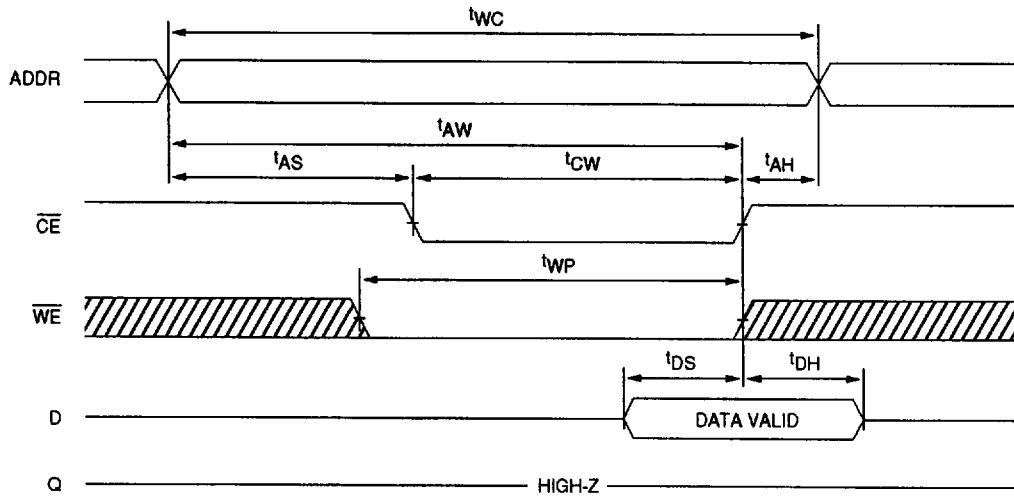 tWC
ADDR
tAW
tAS
tCW
tAH
CE
tWP
WE
tDS
tDH
D
DATA VALID
Q
HIGH-Z